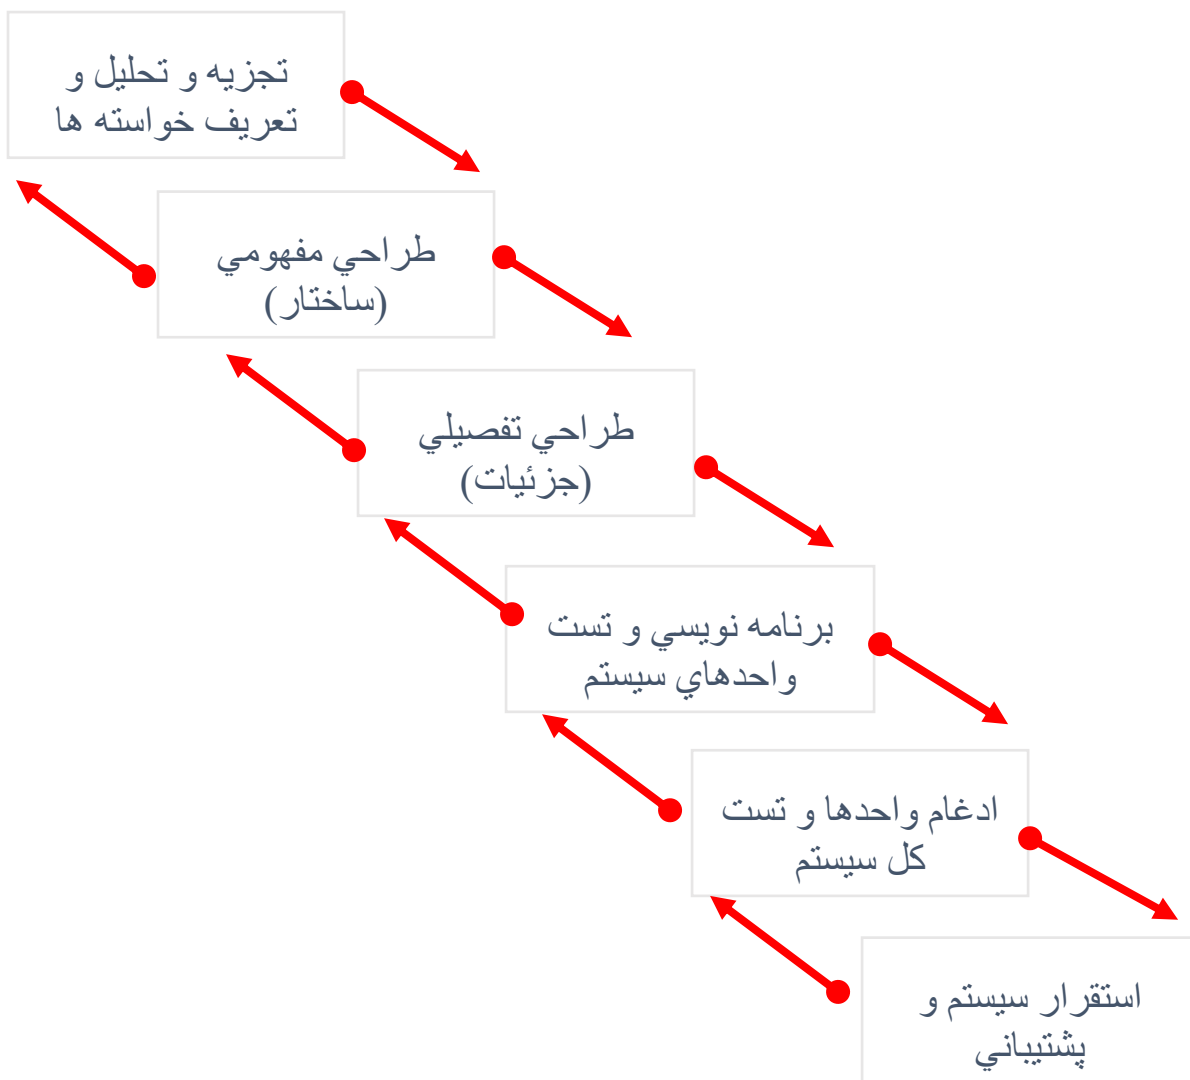 تجزيه و تحليل و
تعريف خواسته ها
طراحي مفهومي
(ساختار)
طراحي تفصيلي
(جزئيات)
برنامه نويسي و تست
واحدهاي سيستم
ادغام واحدها و تست
كل سيستم
استقرار سيستم و
پشتيباني